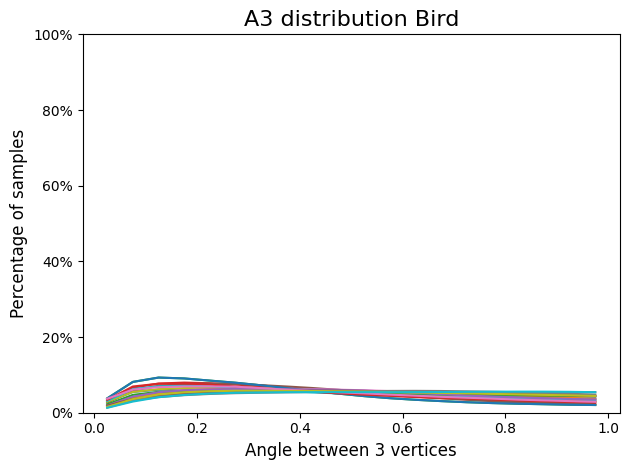 A3 distribution Bird
100%
80%
60%
40%
20%
0%
Percentage of samples
0.0 0.2 0.4 0.6 0.8 1.0
Angle between 3 vertices